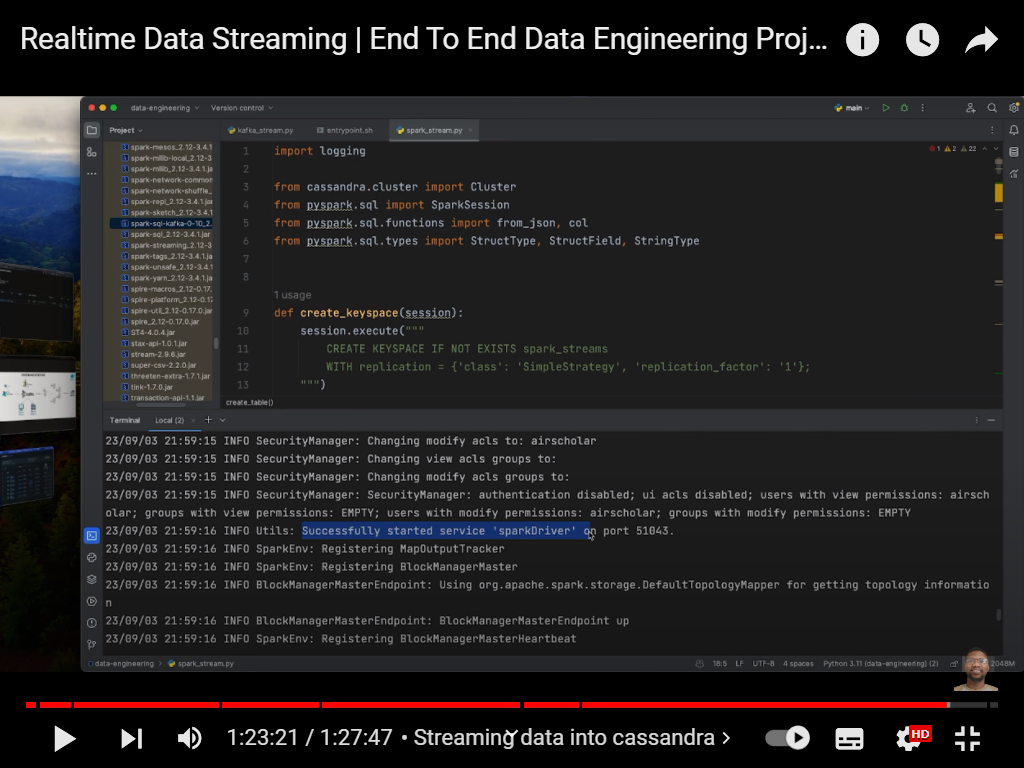 Realtime Data Streaming | End To End Data Engineering Proj...
data-engineering
Version control
main
Project
kafka_stream.py
entrypoint.sh
spark_stream.py
1
2
22
spark-mesos_2.12-3.4.1
spark-mllib-local_2.12-3
spark-mllib_2.12-3.4.1.ja
spark-network-common
spark-network-shuffle_
spark-repl_2.12-3.4.1.jar
spark-sketch_2.12-3.4.1
spark-sql-kafka-0-10_2.
spark-sql_2.12-3.4.1.jar
spark-streaming_2.12-3
spark-tags_2.12-3.4.1.jar
spark-unsafe_2.12-3.4.1
spark-yarn_2.12-3.4.1.jar
spire-macros_2.12-0.17
spire-platform_2.12-0.17
spire-util_2.12-0.17.0.jar
spire_2.12-0.17.0.jar
ST4-4.0.4.jar
stax-api-1.0.1.jar
stream-2.9.6.jar
super-csv-2.2.0.jar
threeten-extra-1.7.1.jar
tink-1.7.0.jar
transaction-api-1.1.jar
1 import logging
2
3 from cassandra.cluster import Cluster
4 from pyspark.sql import SparkSession
5 from pyspark.sql.functions import from_json, col
6 from pyspark.sql.types import StructType, StructField, StringType
7
8
1 usage
9 def create_keyspace(session):
10 session.execute("""
11 CREATE KEYSPACE IF NOT EXISTS spark_streams
12 WITH replication = {'class': 'SimpleStrategy', 'replication_factor': '1'};
13 """)
create_table()
Terminal
Local (2)
23/09/03 21:59:15 INFO SecurityManager: Changing modify acls to: airscholar
23/09/03 21:59:15 INFO SecurityManager: Changing view acls groups to:
23/09/03 21:59:15 INFO SecurityManager: Changing modify acls groups to:
23/09/03 21:59:15 INFO SecurityManager: SecurityManager: authentication disabled; ui acls disabled; users with view permissions: airsch
olar; groups with view permissions: EMPTY; users with modify permissions: airscholar; groups with modify permissions: EMPTY
23/09/03 21:59:16 INFO Utils: Successfully started service 'sparkDriver' on port 51043.
23/09/03 21:59:16 INFO SparkEnv: Registering MapOutputTracker
23/09/03 21:59:16 INFO SparkEnv: Registering BlockManagerMaster
23/09/03 21:59:16 INFO BlockManagerMasterEndpoint: Using org.apache.spark.storage.DefaultTopologyMapper for getting topology informatio
n
23/09/03 21:59:16 INFO BlockManagerMasterEndpoint: BlockManagerMasterEndpoint up
23/09/03 21:59:16 INFO SparkEnv: Registering BlockManagerMasterHeartbeat
data-engineering > spark_stream.py
18:5 LF UTF-8 4 spaces Python 3.11 (data-engineering) (2) 2048M
1:23:21 / 1:27:47 • Streaming data into cassandra
HD